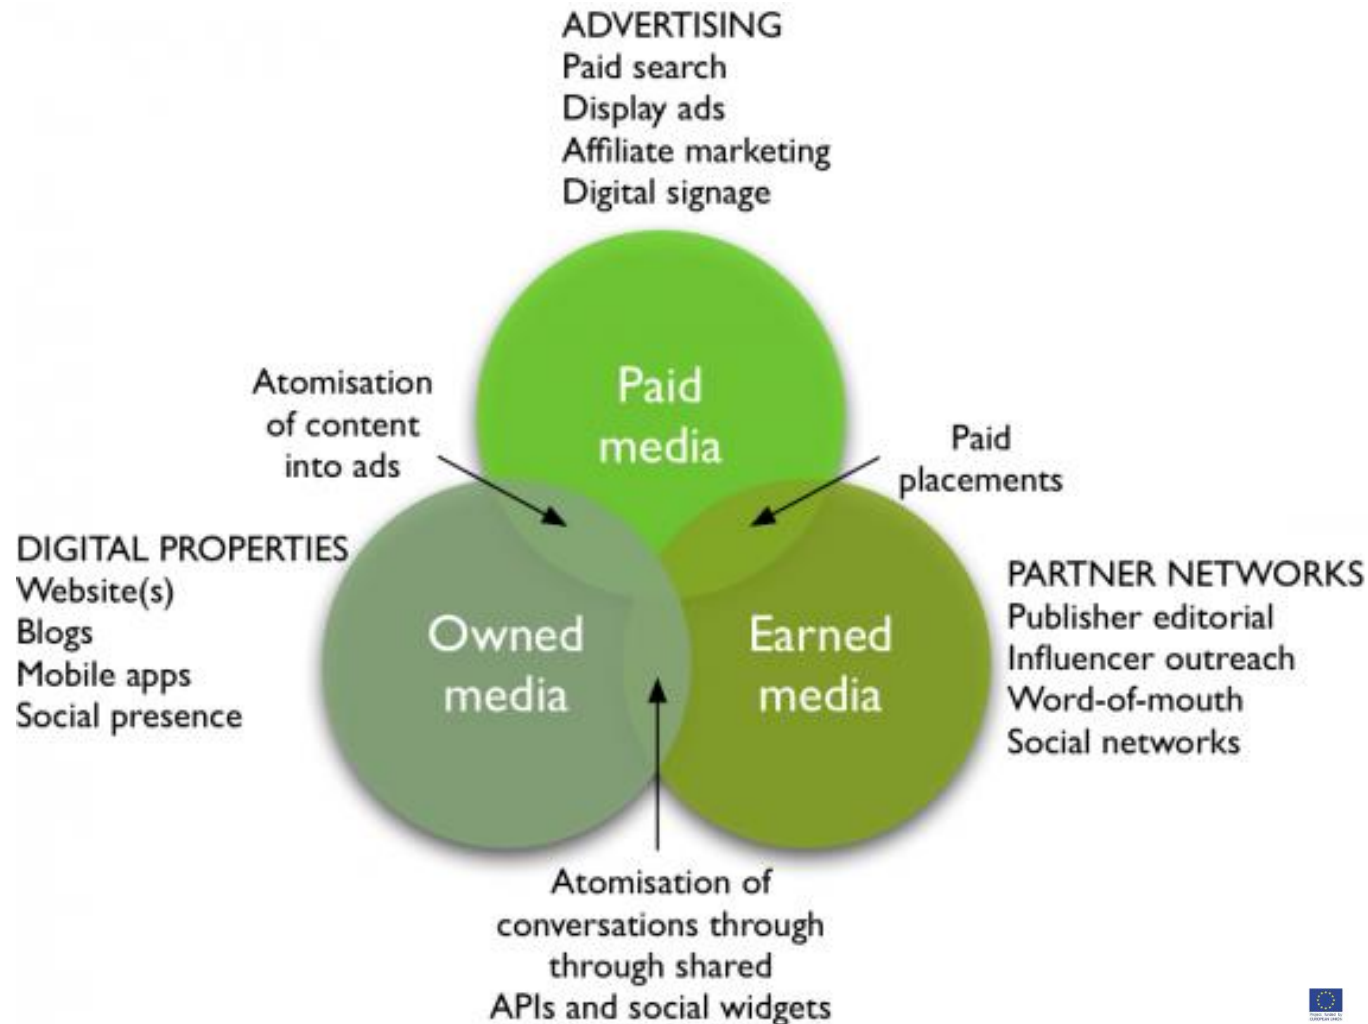 ADVERTISING
Paid search
Display ads
Affiliate marketing
Digital signage
Paid
media
Atomisation
of content
into ads
Paid
placements
DIGITAL PROPERTIES
Website(s)
Blogs
Mobile apps
Social presence
Owned
media
Earned
media
PARTNER NETWORKS
Publisher editorial
Influencer outreach
Word-of-mouth
Social networks
Atomisation of
conversations through
through shared
APIs and social widgets